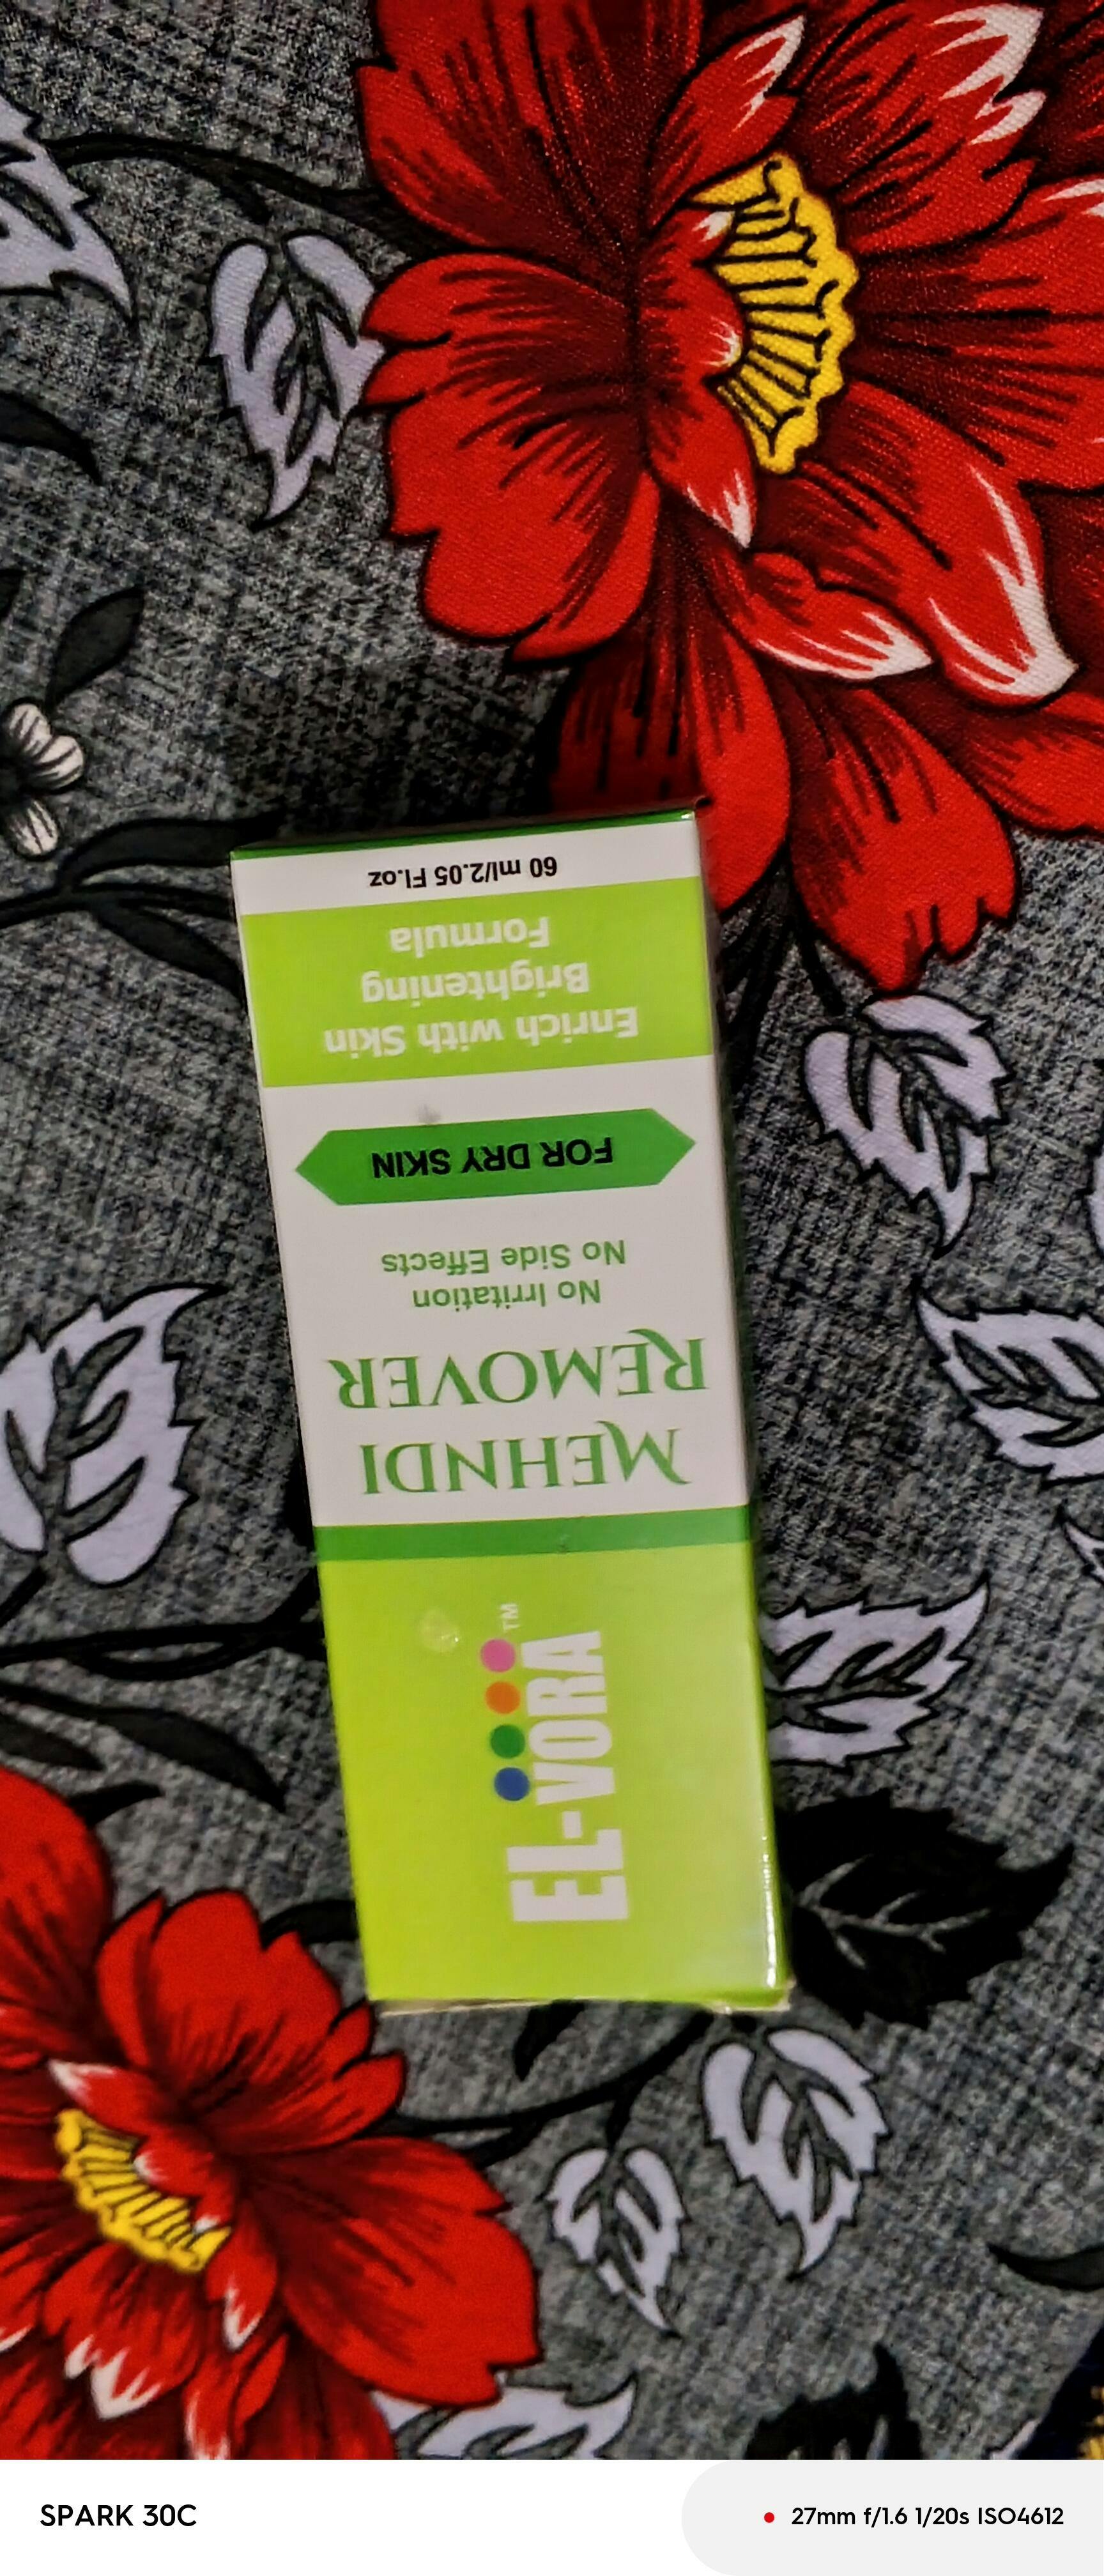 EL-VORA™
MEHNDI
REMOVER
No Irritation
No Side Effects
FOR DRY SKIN
Enrich with Skin
Brightening
Formula
60 ml/2.05 Fl.oz
SPARK 30C
27mm f/1.6 1/20s ISO4612